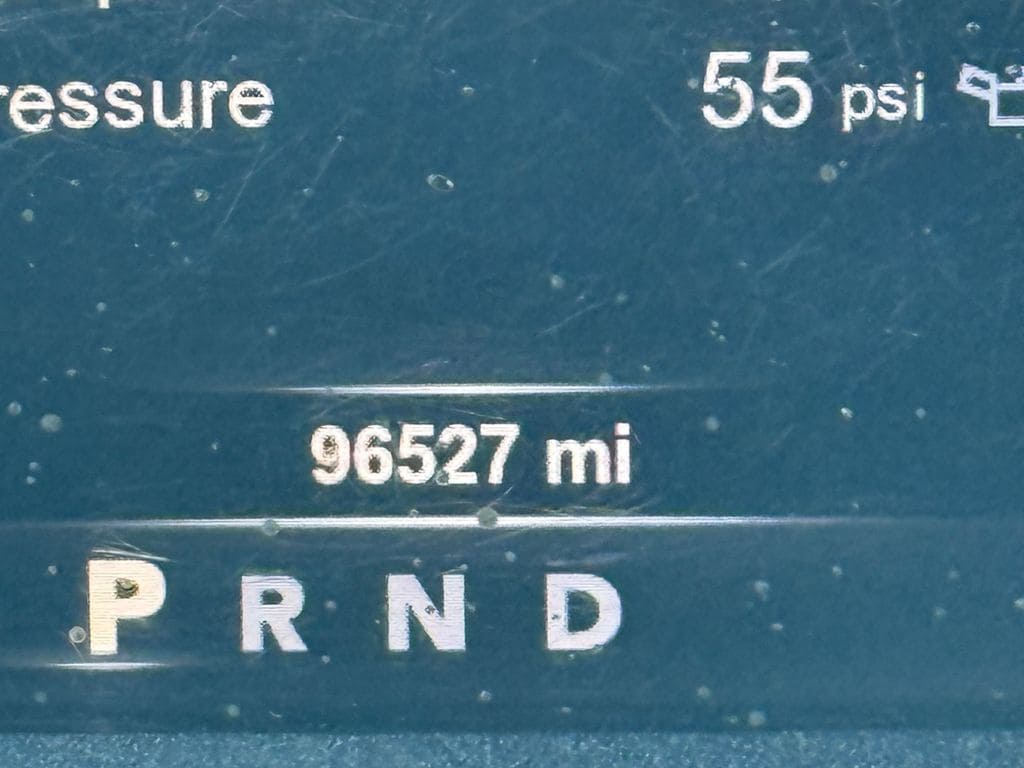 ressure 55 psi
96527 mi
P R N D